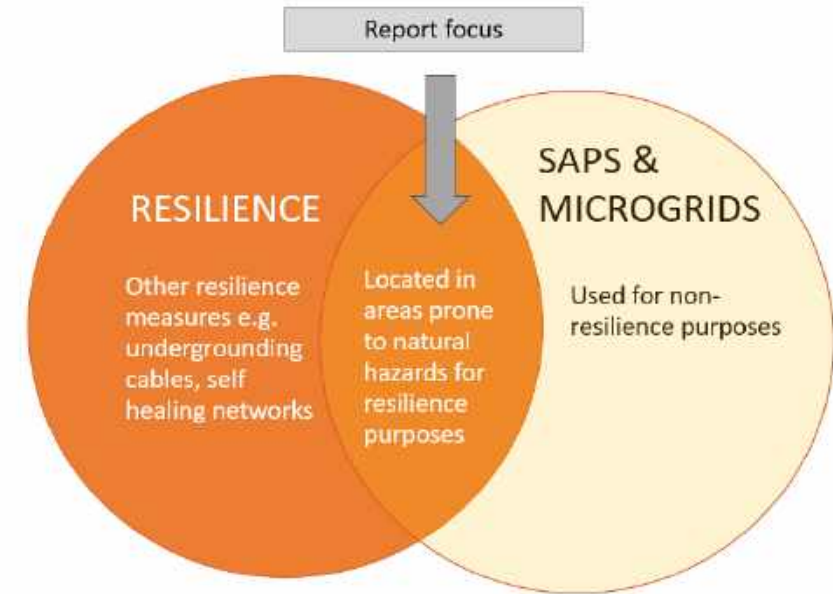 Report focus
RESILIENCE
Other resilience
measures e.g.
undergrounding
cables, self
healing networks
Located in
areas prone
to natural
hazards for
resilience
purposes
SAPS &
MICROGRIDS
Used for non-
resilience purposes